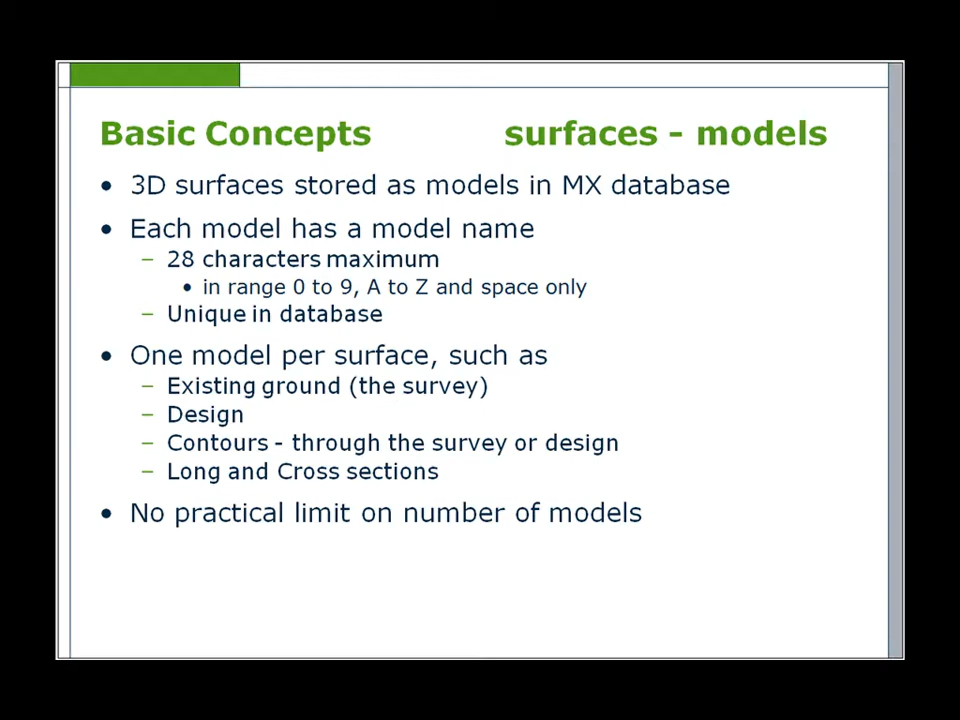 Basic Concepts surfaces - models
• 3D surfaces stored as models in MX database
• Each model has a model name
– 28 characters maximum
• in range 0 to 9, A to Z and space only
– Unique in database
• One model per surface, such as
– Existing ground (the survey)
– Design
– Contours - through the survey or design
– Long and Cross sections
• No practical limit on number of models